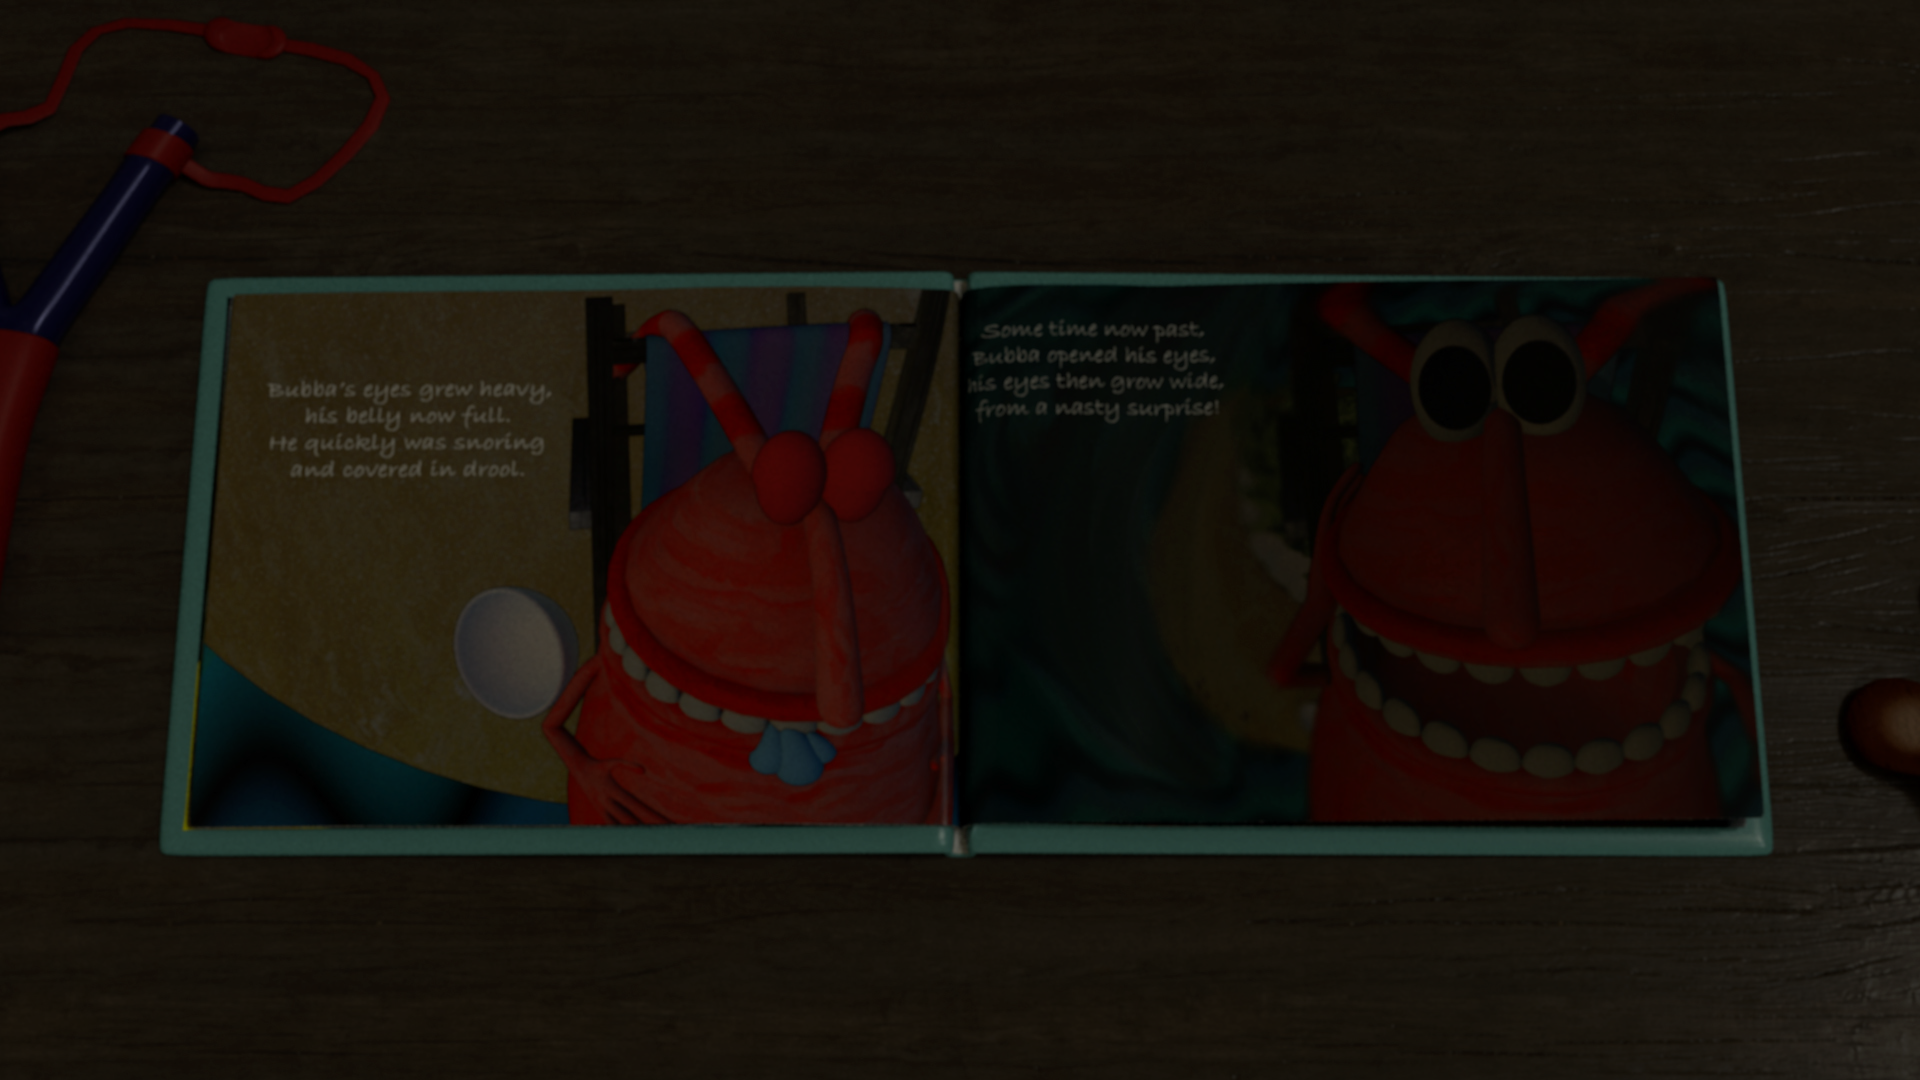 Bubba's eyes grew heavy,
his belly now full.
He quickly was snoring
and covered in drool.
Some time now past,
Bubba opened his eyes,
his eyes then grow wide,
from a nasty surprise!